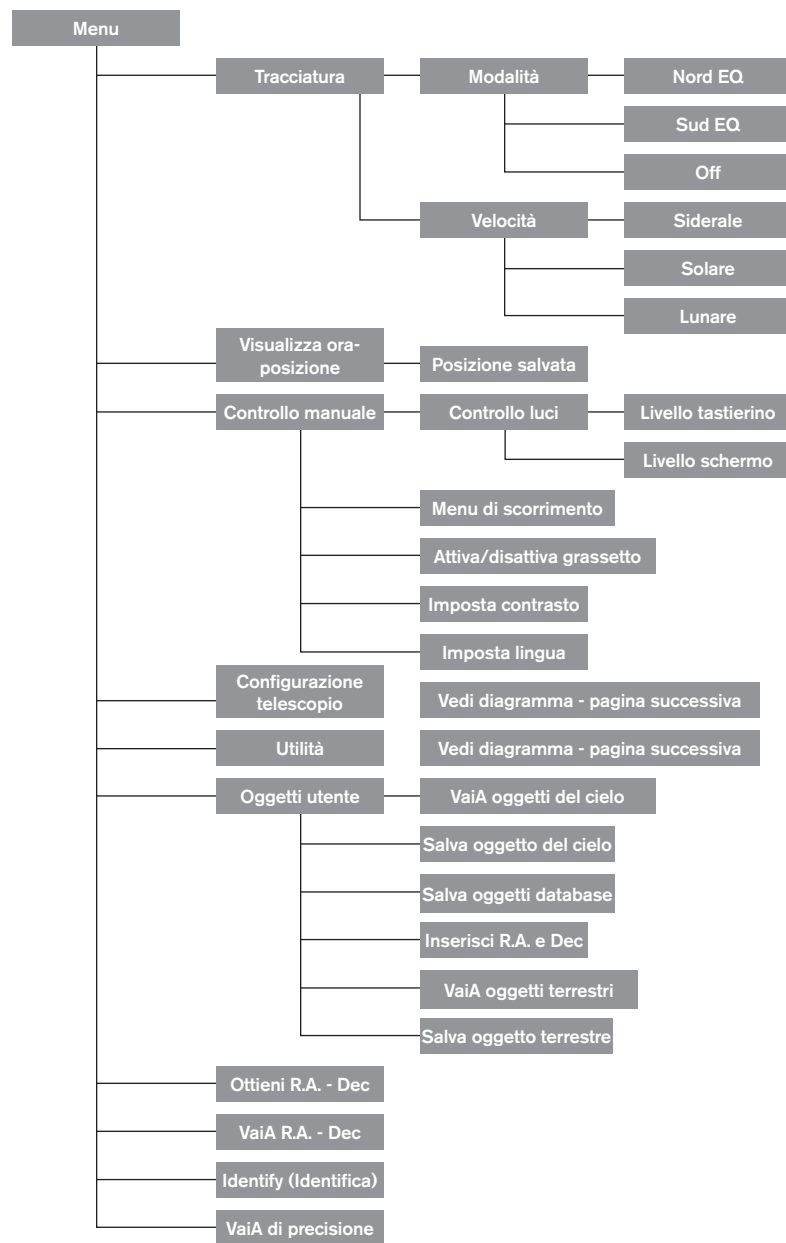 Menu
Tracciatura
Modalità
Nord EQ
Sud EQ
Off
Velocità
Siderale
Solare
Lunare
Visualizza ora-
posizione
Posizione salvata
Controllo manuale
Controllo luci
Livello tastierino
Livello schermo
Menu di scorrimento
Attiva/disattiva grassetto
Imposta contrasto
Imposta lingua
Configurazione
telescopio
Vedi diagramma - pagina successiva
Utilità
Vedi diagramma - pagina successiva
Oggetti utente
VaiA oggetti del cielo
Salva oggetto del cielo
Salva oggetti database
Inserisci R.A. e Dec
VaiA oggetti terrestri
Salva oggetto terrestre
Ottieni R.A. - Dec
VaiA R.A. - Dec
Identify (Identifica)
VaiA di precisione